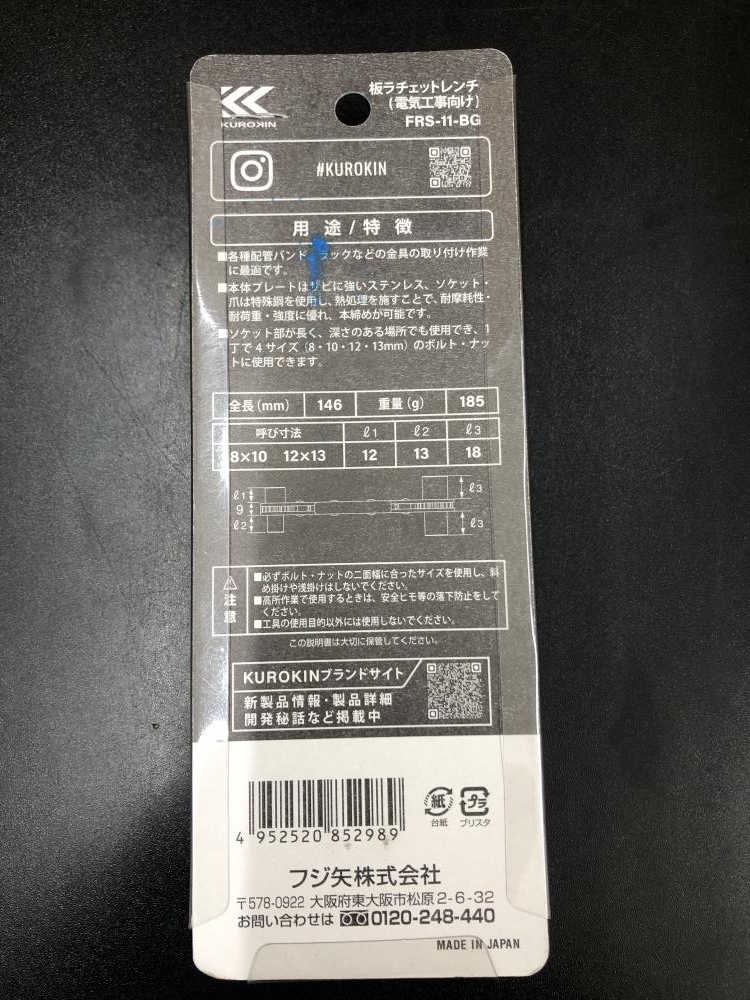 KUROKIN
板ラチェットレンチ
(電気工事向け)
FRS-11-BG
#KUROKIN
用途/特徴
■各種配管バンド、ラックなどの金具の取り付け作業
に最適です。
■本体プレートはサビに強いステンレス、ソケット・
爪は特殊鋼を使用し、熱処理を施すことで、耐摩耗性・
耐荷重・強度に優れ、本締めが可能です。
■ソケット部が長く、深さのある場所でも使用でき、1
丁で4サイズ(8・10・12・13mm)のボルト・ナッ
トに使用できます。
全長(mm) 146 重量(g) 185
呼び寸法 ℓ1 ℓ2 ℓ3
8×10 12×13 12 13 18
ℓ1
9
ℓ2
ℓ3
ℓ3
注意
■必ずボルト・ナットの二面幅に合ったサイズを使用し、斜
め掛けや浅掛けはしないでください。
■高所作業で使用するときは、安全ヒモ等の落下防止をして
ください。
■工具の使用目的以外には使用しないでください。
この説明書は大切に保管してください。
KUROKINブランドサイト
新製品情報・製品詳細
開発秘話など掲載中
4 952520 852989
紙
台紙
プラ
ブリスタ
フジ矢株式会社
〒578-0922 大阪府東大阪市松原2-6-32
お問い合わせは 0120-248-440
MADE IN JAPAN